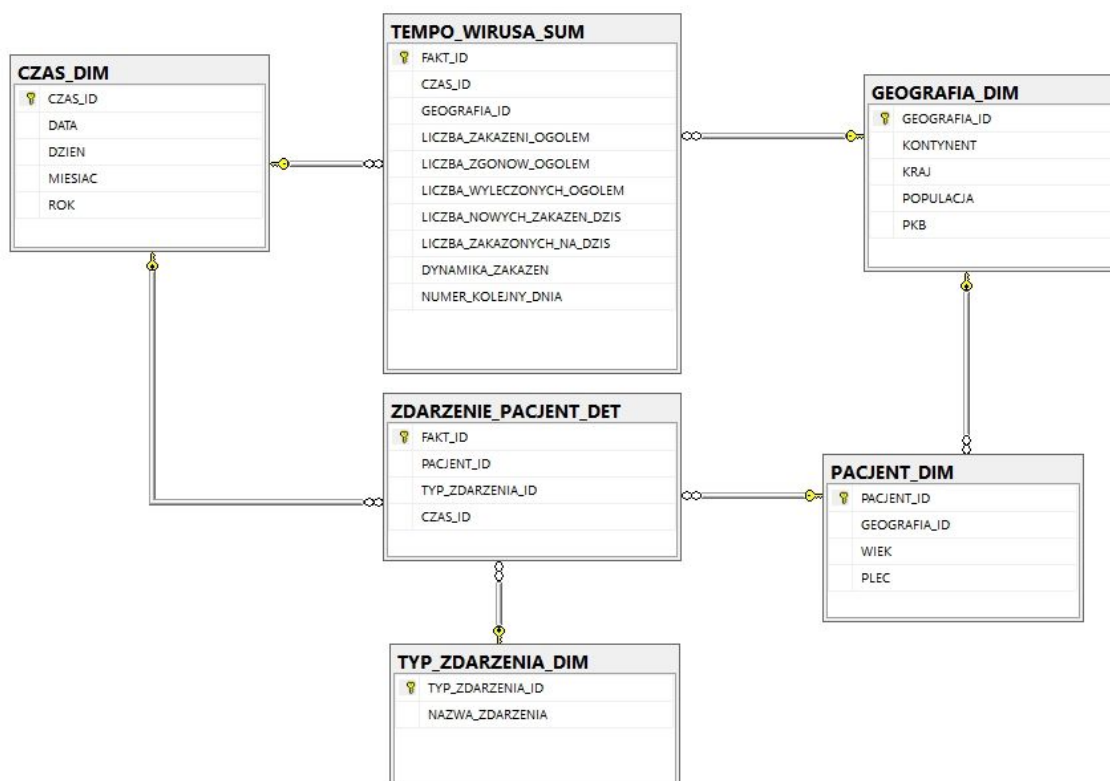 CZAS_DIM
CZAS_ID
DATA
DZIEN
MIESIAC
ROK
TEMPO_WIRUSA_SUM
FAKT_ID
CZAS_ID
GEOGRAFIA_ID
LICZBA_ZAKAZENI_OGOLEM
LICZBA_ZGONOW_OGOLEM
LICZBA_WYLECZONYCH_OGOLEM
LICZBA_NOWYCH_ZAKAZEN_DZIS
LICZBA_ZAKAZONYCH_NA_DZIS
DYNAMIKA_ZAKAZEN
NUMER_KOLEJNY_DNIA
GEOGRAFIA_DIM
GEOGRAFIA_ID
KONTYNENT
KRAJ
POPULACJA
PKB
ZDARZENIE_PACJENT_DET
FAKT_ID
PACJENT_ID
TYP_ZDARZENIA_ID
CZAS_ID
PACJENT_DIM
PACJENT_ID
GEOGRAFIA_ID
WIEK
PLEC
TYP_ZDARZENIA_DIM
TYP_ZDARZENIA_ID
NAZWA_ZDARZENIA